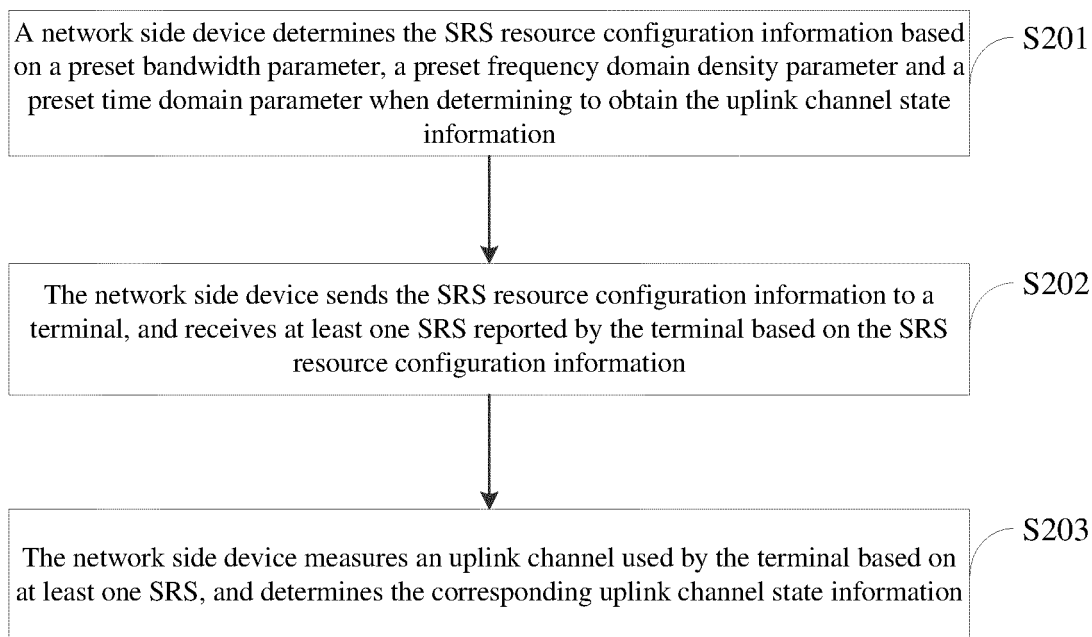 A network side device determines the SRS resource configuration information based
on a preset bandwidth parameter, a preset frequency domain density parameter and a
preset time domain parameter when determining to obtain the uplink channel state
information
S201
The network side device sends the SRS resource configuration information to a
terminal, and receives at least one SRS reported by the terminal based on the SRS
resource configuration information
S202
The network side device measures an uplink channel used by the terminal based on
at least one SRS, and determines the corresponding uplink channel state information
S203